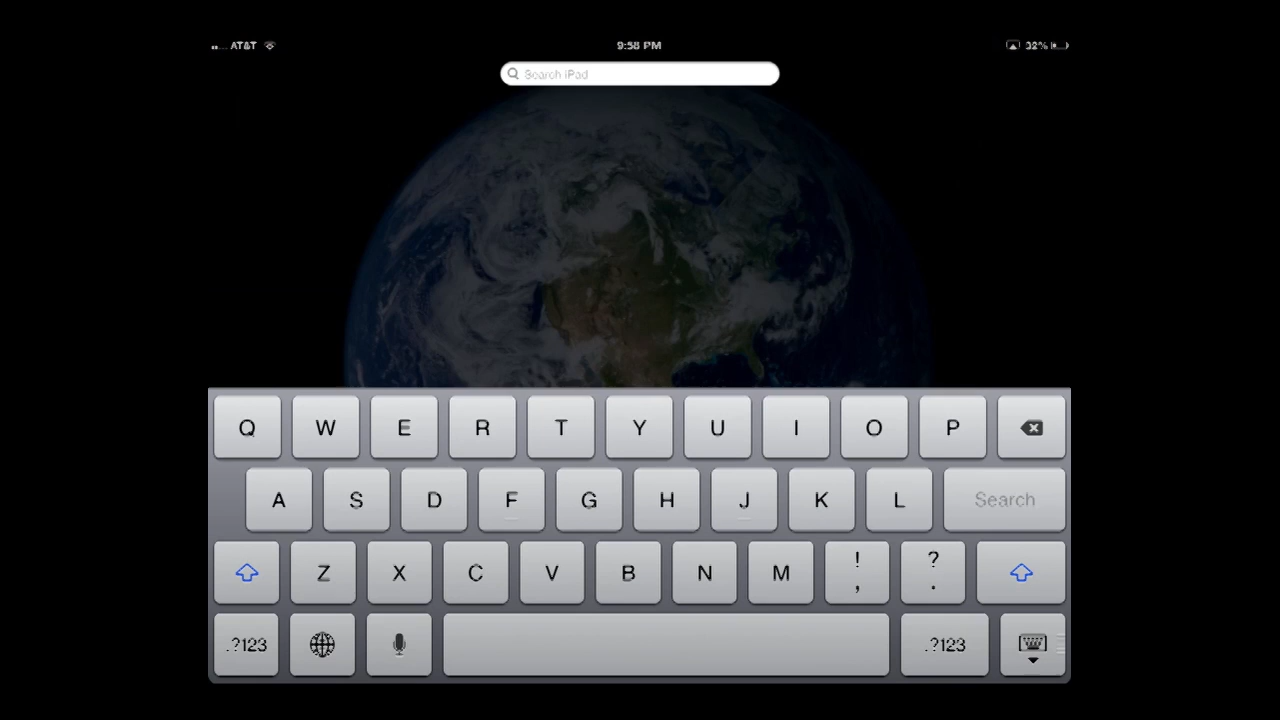 AT&T 9:58 PM 32%
Search iPad
Q W E R T Y U I O P
A S D F G H J K L Search
Z X C V B N M ! , ? .
.?123 .?123